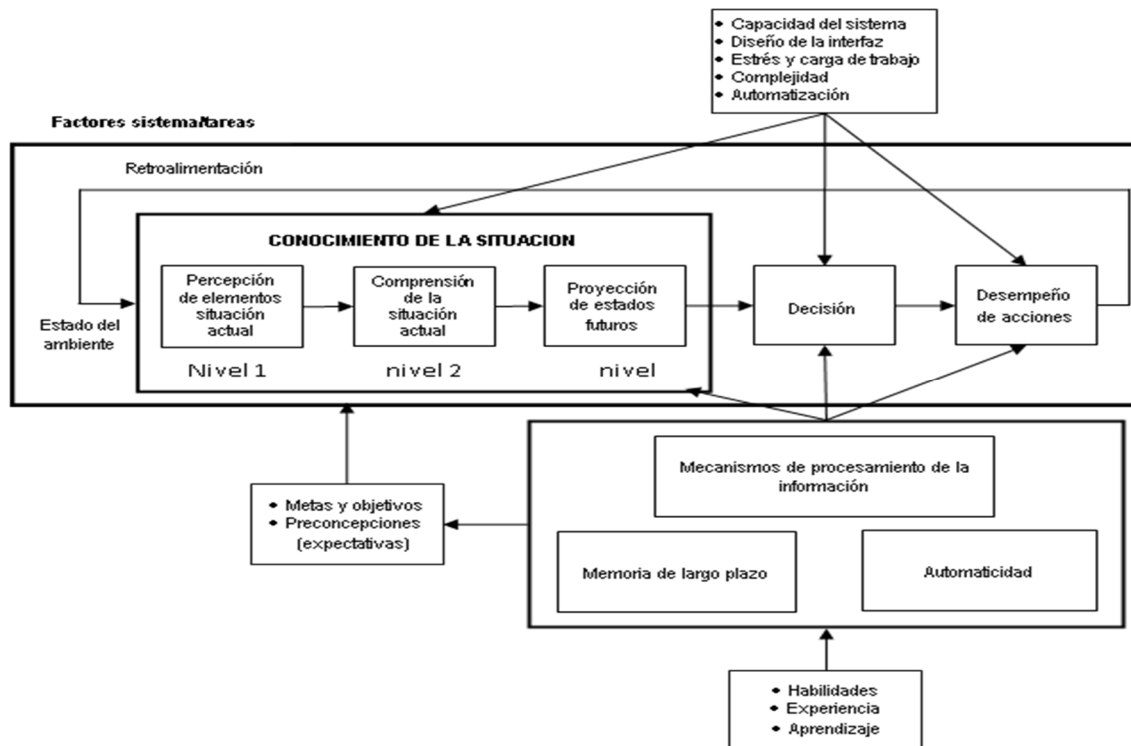 • Capacidad del sistema
• Diseño de la interfaz
• Estrés y carga de trabajo
• Complejidad
• Automatización
Factores sistema/tareas
Retroalimentación
CONOCIMIENTO DE LA SITUACION
Percepción
de elementos
situación
actual
Comprensión
de la
situación
actual
Proyección
de estados
futuros
Decisión
Desempeño
de acciones
Estado del
ambiente
Nivel 1
nivel 2
nivel
Mecanismos de procesamiento de la
información
• Metas y objetivos
• Preconcepciones
(expectativas)
Memoria de largo plazo
Automaticidad
• Habilidades
• Experiencia
• Aprendizaje